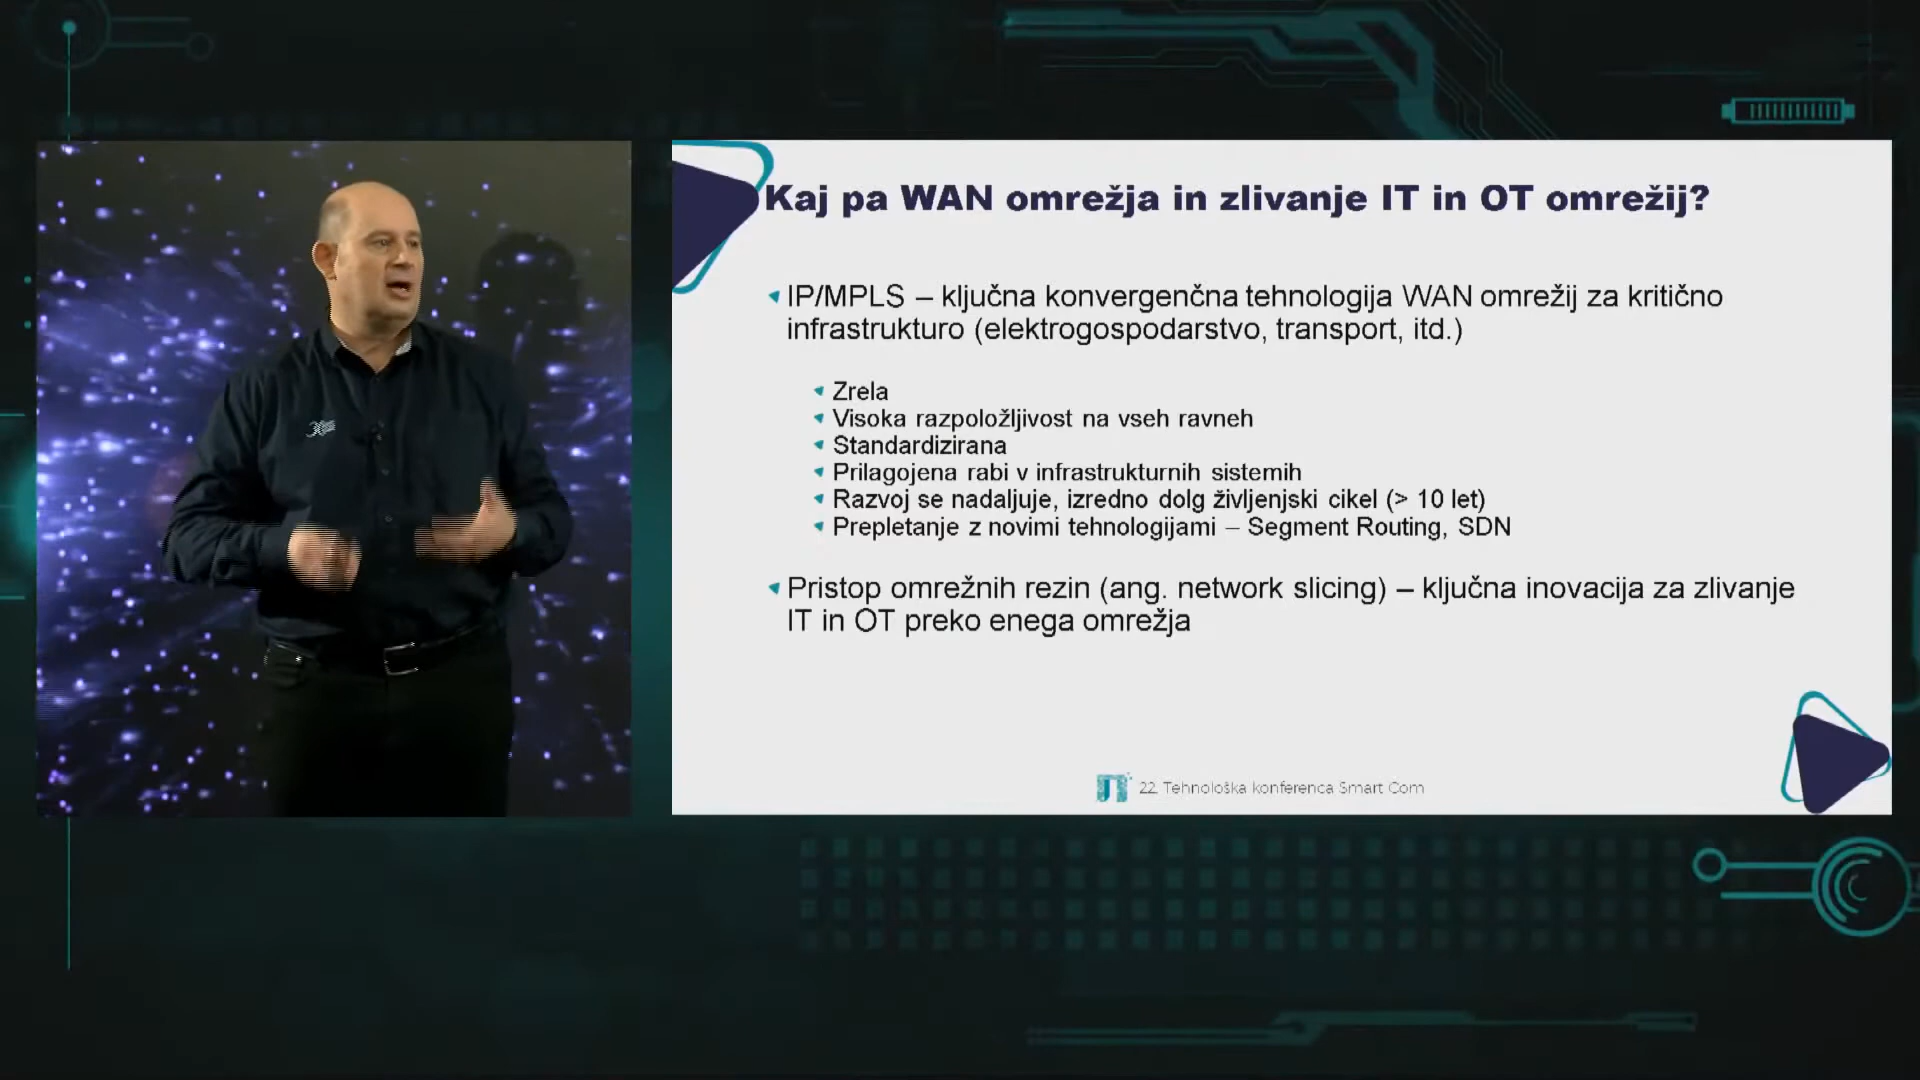 Kaj pa WAN omrežja in zlivanje IT in OT omrežij?
IP/MPLS – ključna konvergenčna tehnologija WAN omrežij za kritično
infrastrukturo (elektrogospodarstvo, transport, itd.)
Zrela
Visoka razpoložljivost na vseh ravneh
Standardizirana
Prilagojena rabi v infrastrukturnih sistemih
Razvoj se nadaljuje, izredno dolg življenjski cikel (> 10 let)
Prepletanje z novimi tehnologijami – Segment Routing, SDN
Pristop omrežnih rezin (ang. network slicing) – ključna inovacija za zlivanje
IT in OT preko enega omrežja
22. Tehnološka konferenca Smart Com